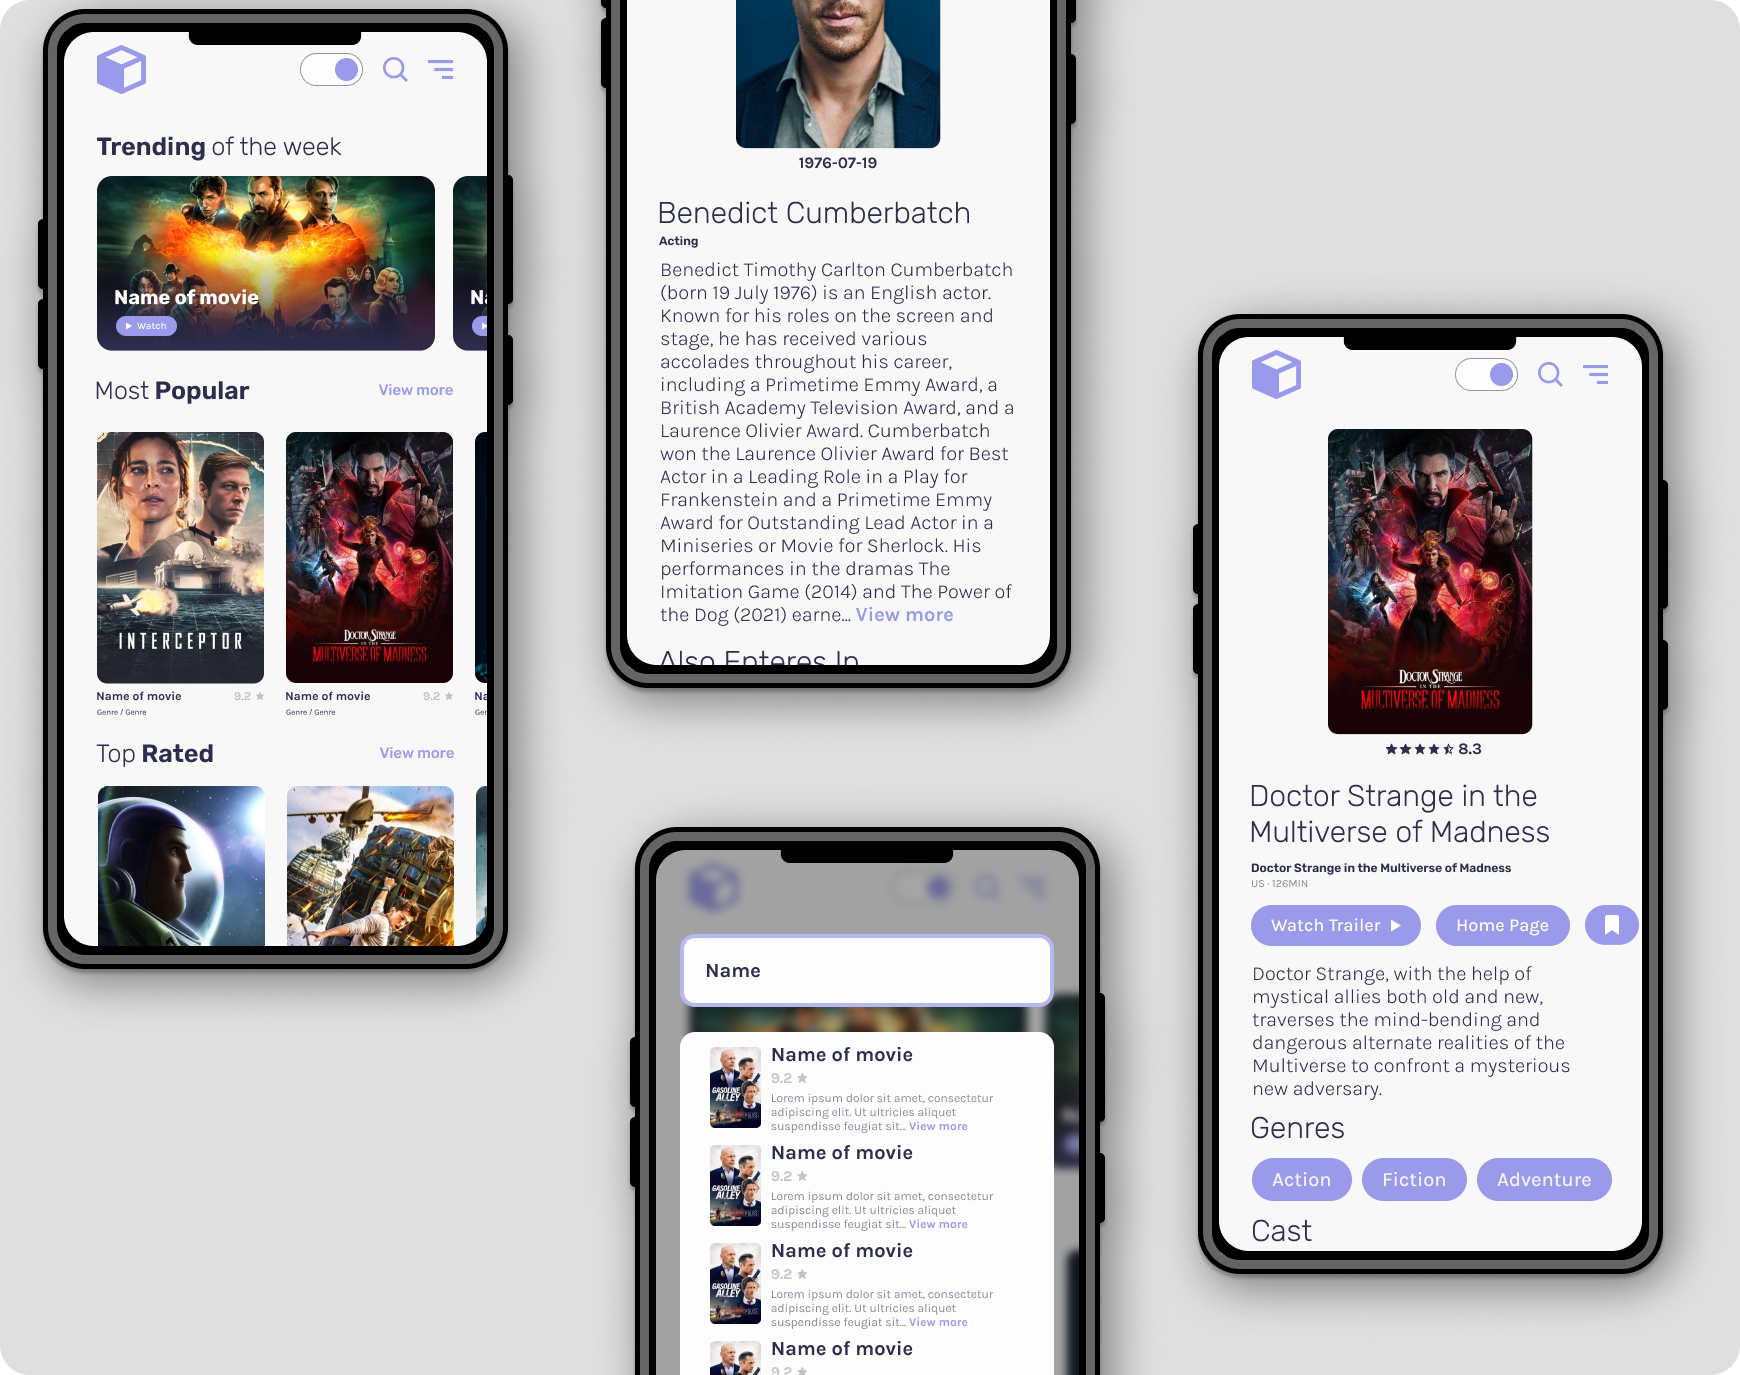 Trending of the week
Name of movie
Watch
Na
Most Popular
View more
INTERCEPTOR
DOCTOR STRANGE
IN THE
MULTIVERSE OF MADNESS
Name of movie
9.2
Genre / Genre
Name of movie
9.2
Genre / Genre
Na
Ger
Top Rated
View more
1976-07-19
Benedict Cumberbatch
Acting
Benedict Timothy Carlton Cumberbatch
(born 19 July 1976) is an English actor.
Known for his roles on the screen and
stage, he has received various
accolades throughout his career,
including a Primetime Emmy Award, a
British Academy Television Award, and a
Laurence Olivier Award. Cumberbatch
won the Laurence Olivier Award for Best
Actor in a Leading Role in a Play for
Frankenstein and a Primetime Emmy
Award for Outstanding Lead Actor in a
Miniseries or Movie for Sherlock. His
performances in the dramas The
Imitation Game (2014) and The Power of
the Dog (2021) earne... View more
Also Enteres In
Name
GASOLINE
ALLEY
Name of movie
9.2
Lorem ipsum dolor sit amet, consectetur
adipiscing elit. Ut ultricies aliquet
suspendisse feugiat sit... View more
GASOLINE
ALLEY
Name of movie
9.2
Lorem ipsum dolor sit amet, consectetur
adipiscing elit. Ut ultricies aliquet
suspendisse feugiat sit... View more
GASOLINE
ALLEY
Name of movie
9.2
Lorem ipsum dolor sit amet, consectetur
adipiscing elit. Ut ultricies aliquet
suspendisse feugiat sit... View more
Name of movie
9.2
DOCTOR STRANGE
IN THE
MULTIVERSE OF MADNESS
8.3
Doctor Strange in the
Multiverse of Madness
Doctor Strange in the Multiverse of Madness
US · 126MIN
Watch Trailer
Home Page
Doctor Strange, with the help of
mystical allies both old and new,
traverses the mind-bending and
dangerous alternate realities of the
Multiverse to confront a mysterious
new adversary.
Genres
Action
Fiction
Adventure
Cast